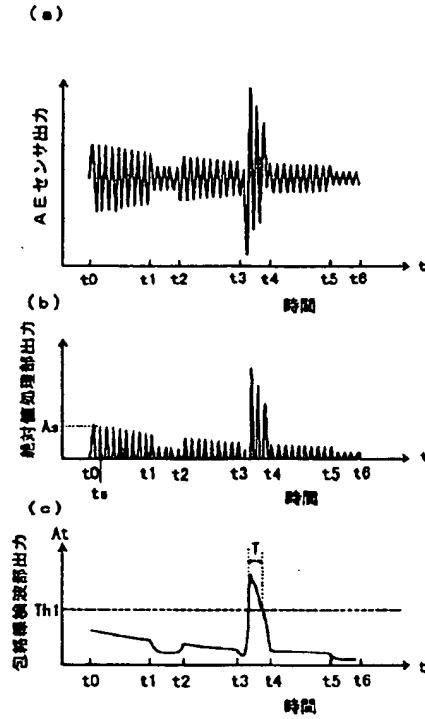 (a)
AEセンサ出力
t
t0 t1 t2 t3 t4 t5 t6
時間
(b)
絶対値処理部出力
As
t
t0 t1 t2 t3 t4 t5 t6
ts
時間
(c)
At
T
包絡線検波部出力
Th1
t
t0 t1 t2 t3 t4 t5 t6
時間